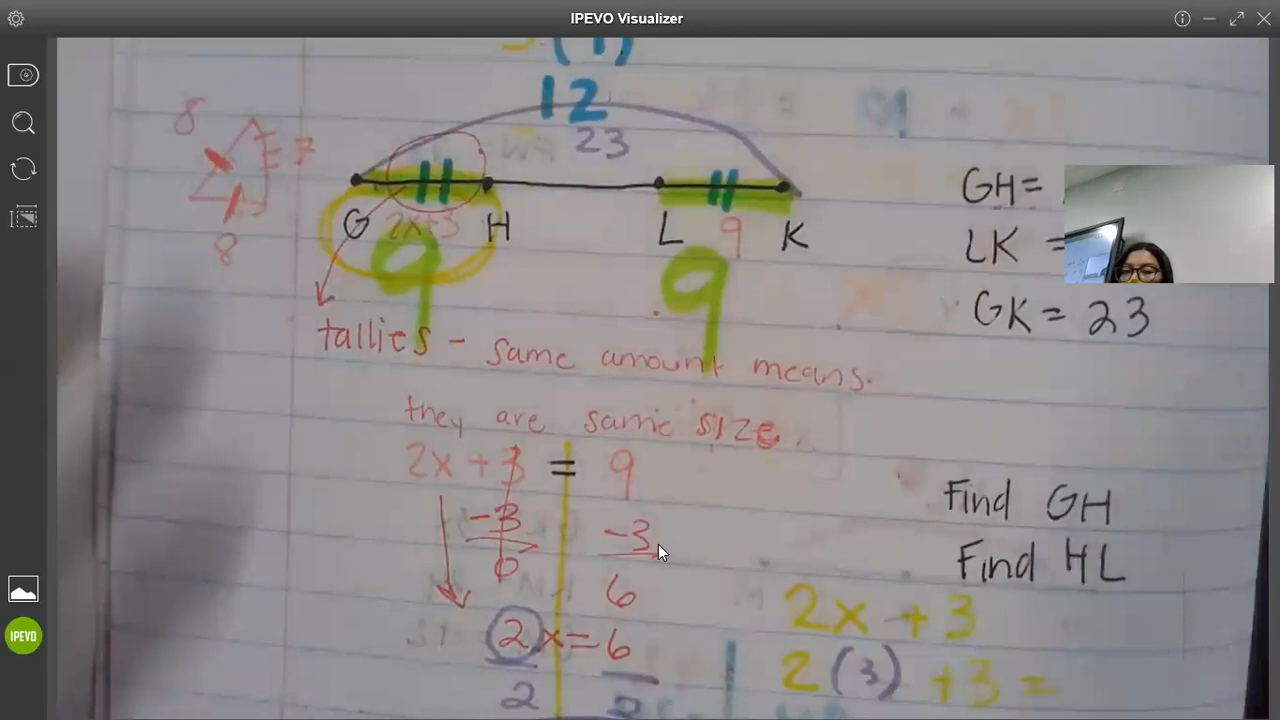 IPEVO Visualizer
12
23
8
7
8
G 2x+3 H L 9 K
9 9
GH=
LK =
GK = 23
tallies - same amount means.
they are same size.
2x + 3 = 9
-3 -3
0 6
2x = 6
2 2
Find GH
Find HL
2x + 3
2(3) + 3 =
IPEVO